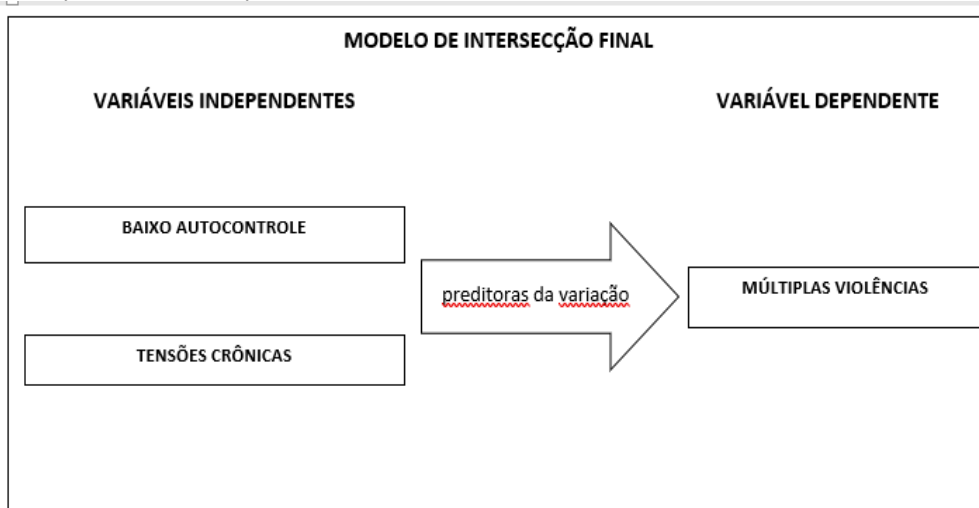 MODELO DE INTERSECÇÃO FINAL
VARIÁVEIS INDEPENDENTES
VARIÁVEL DEPENDENTE
BAIXO AUTOCONTROLE
preditoras da variação
MÚLTIPLAS VIOLÊNCIAS
TENSÕES CRÔNICAS